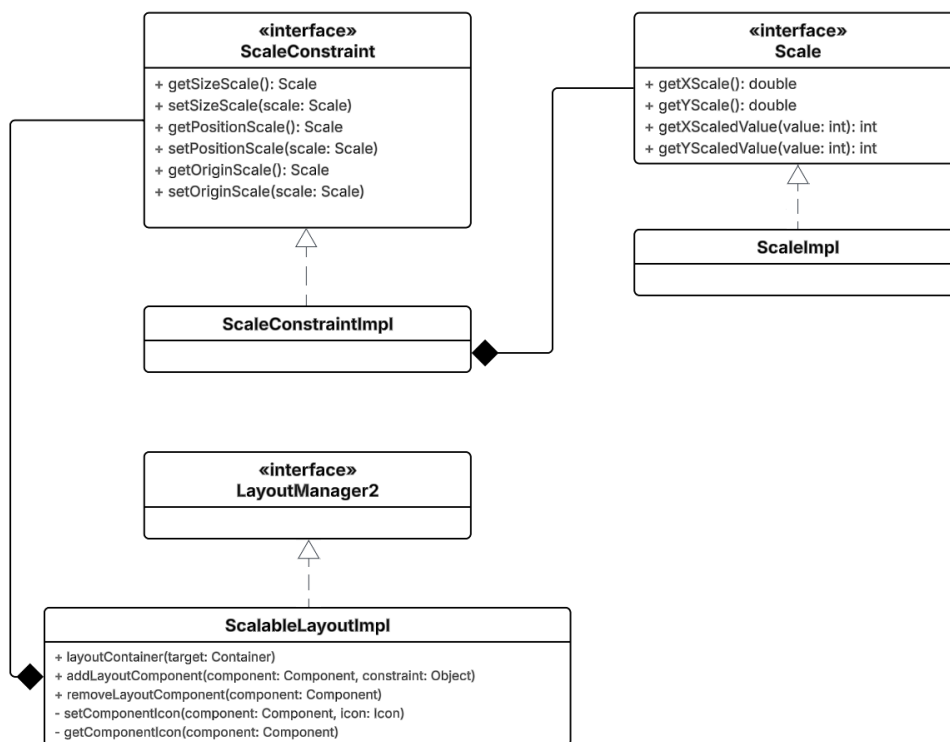 «interface»
ScaleConstraint
+ getSizeScale(): Scale
+ setSizeScale(scale: Scale)
+ getPositionScale(): Scale
+ setPositionScale(scale: Scale)
+ getOriginScale(): Scale
+ setOriginScale(scale: Scale)
«interface»
Scale
+ getXScale(): double
+ getYScale(): double
+ getXScaledValue(value: int): int
+ getYScaledValue(value: int): int
ScaleImpl
ScaleConstraintImpl
«interface»
LayoutManager2
ScalableLayoutImpl
+ layoutContainer(target: Container)
+ addLayoutComponent(component: Component, constraint: Object)
+ removeLayoutComponent(component: Component)
- setComponentIcon(component: Component, icon: Icon)
- getComponentIcon(component: Component)